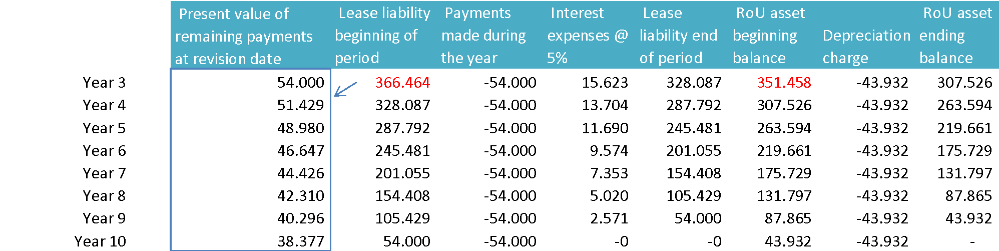 Present value of remaining payments at revision date | Lease liability beginning of period | Payments made during the year | Interest expenses @ 5% | Lease liability end of period | RoU asset beginning balance | Depreciation charge | RoU asset ending balance
Year 3 54.000 366.464 -54.000 15.623 328.087 351.458 -43.932 307.526
Year 4 51.429 328.087 -54.000 13.704 287.792 307.526 -43.932 263.594
Year 5 48.980 287.792 -54.000 11.690 245.481 263.594 -43.932 219.661
Year 6 46.647 245.481 -54.000 9.574 201.055 219.661 -43.932 175.729
Year 7 44.426 201.055 -54.000 7.353 154.408 175.729 -43.932 131.797
Year 8 42.310 154.408 -54.000 5.020 105.429 131.797 -43.932 87.865
Year 9 40.296 105.429 -54.000 2.571 54.000 87.865 -43.932 43.932
Year 10 38.377 54.000 -54.000 -0 -0 43.932 -43.932 -